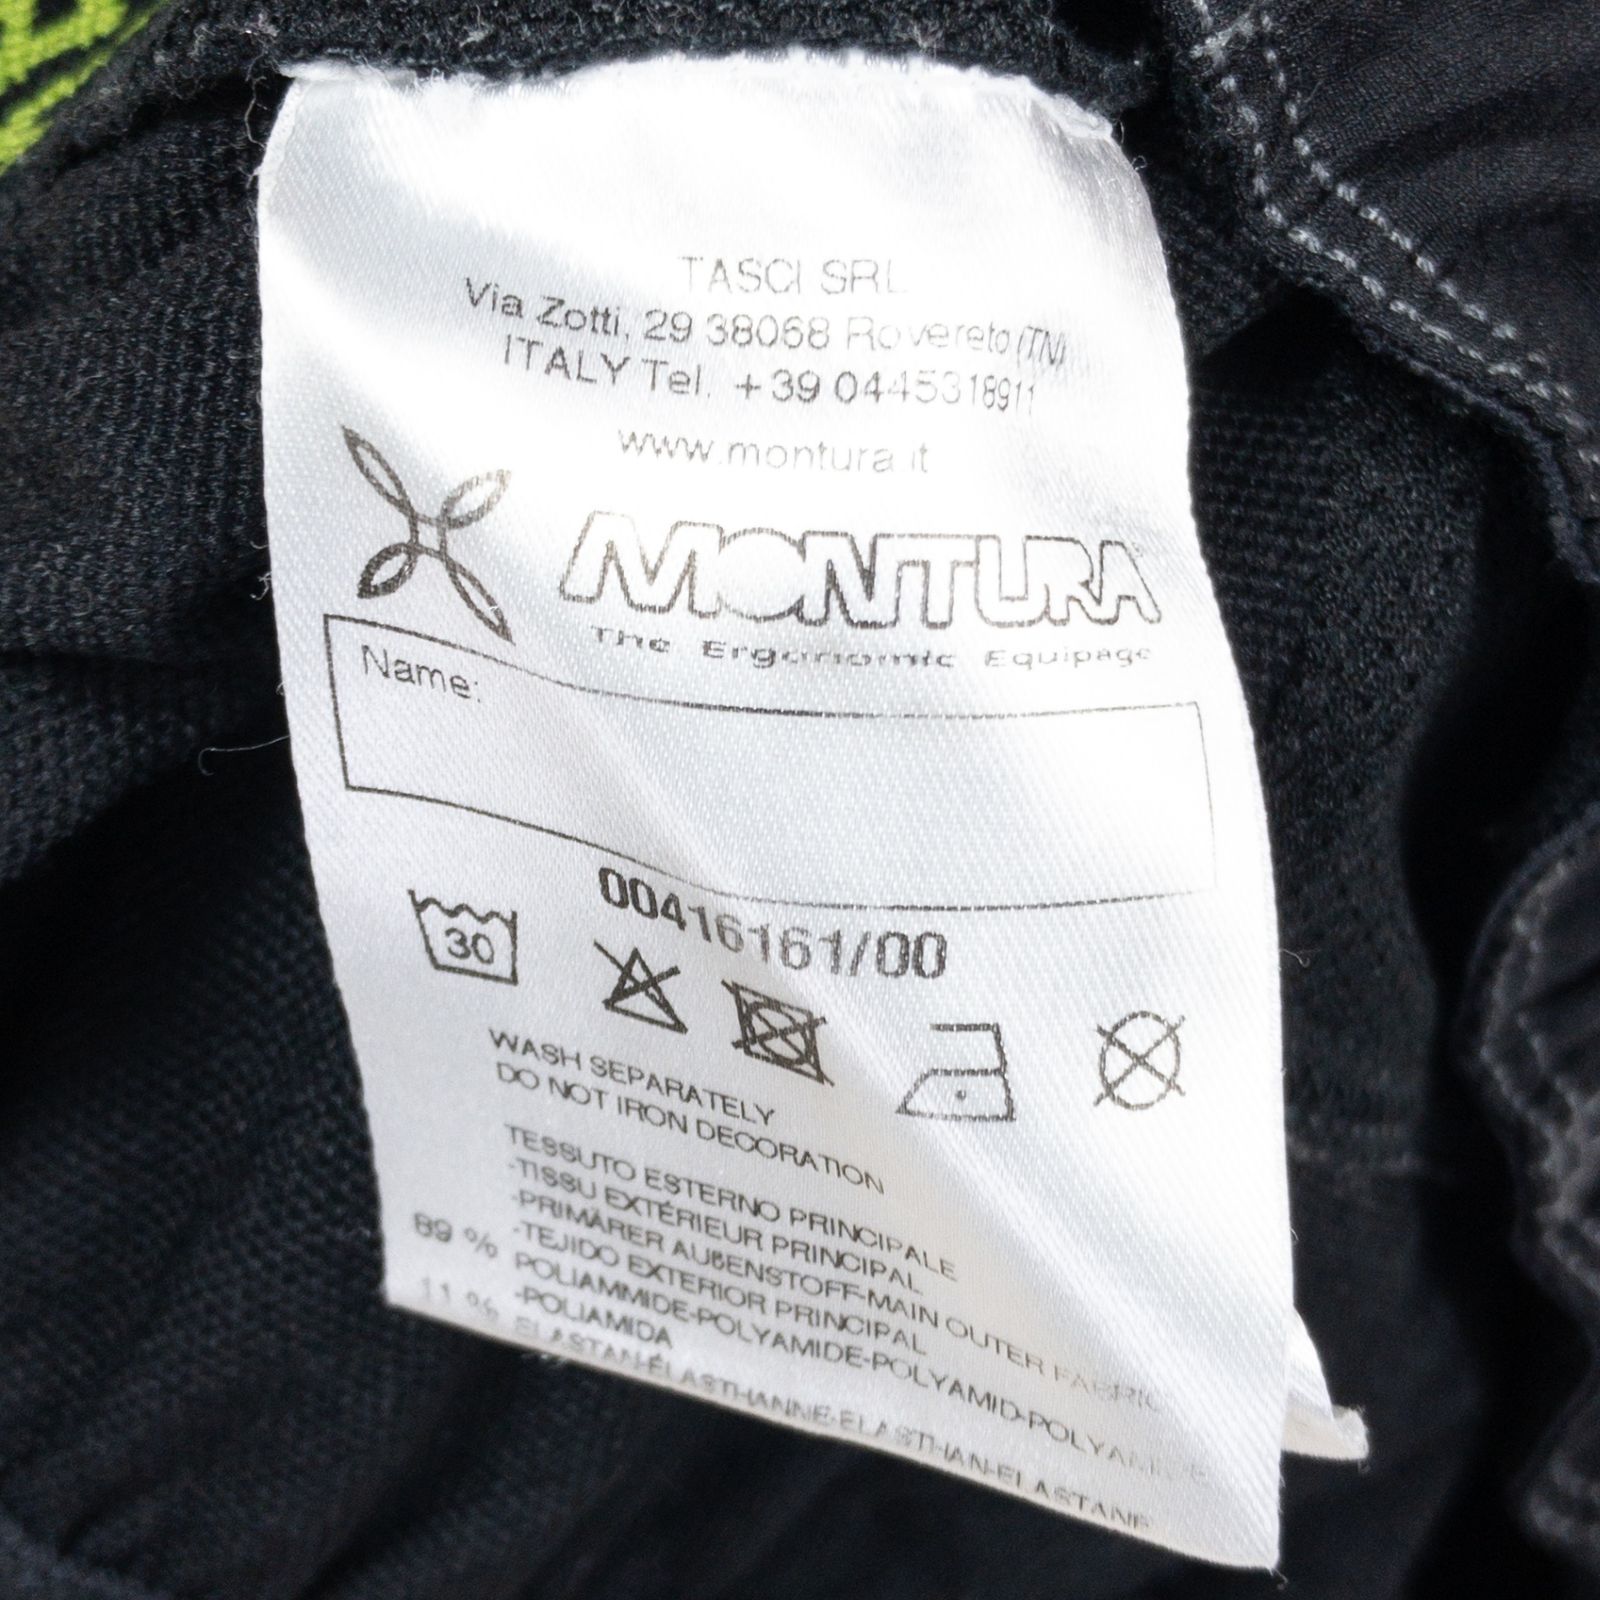 TASCI SRL
Via Zotti, 29 38068 Rovereto (TN)
ITALY Tel. +39 0445318911
www.montura.it
MONTURA
The Ergonomic Equipage
Name:
00416161/00
30
WASH SEPARATELY
DO NOT IRON DECORATION
TESSUTO ESTERNO PRINCIPALE
-TISSU EXTÉRIEUR PRINCIPAL
-PRIMÄRER AUßENSTOFF-MAIN OUTER FABRIC
-TEJIDO EXTERIOR PRINCIPAL
89 % POLIAMMIDE-POLYAMIDE-POLYAMID-POLYAMIDE
-POLIAMIDA
11 % ELASTAN-ÉLASTHANNE-ELASTHAN-ELASTANE